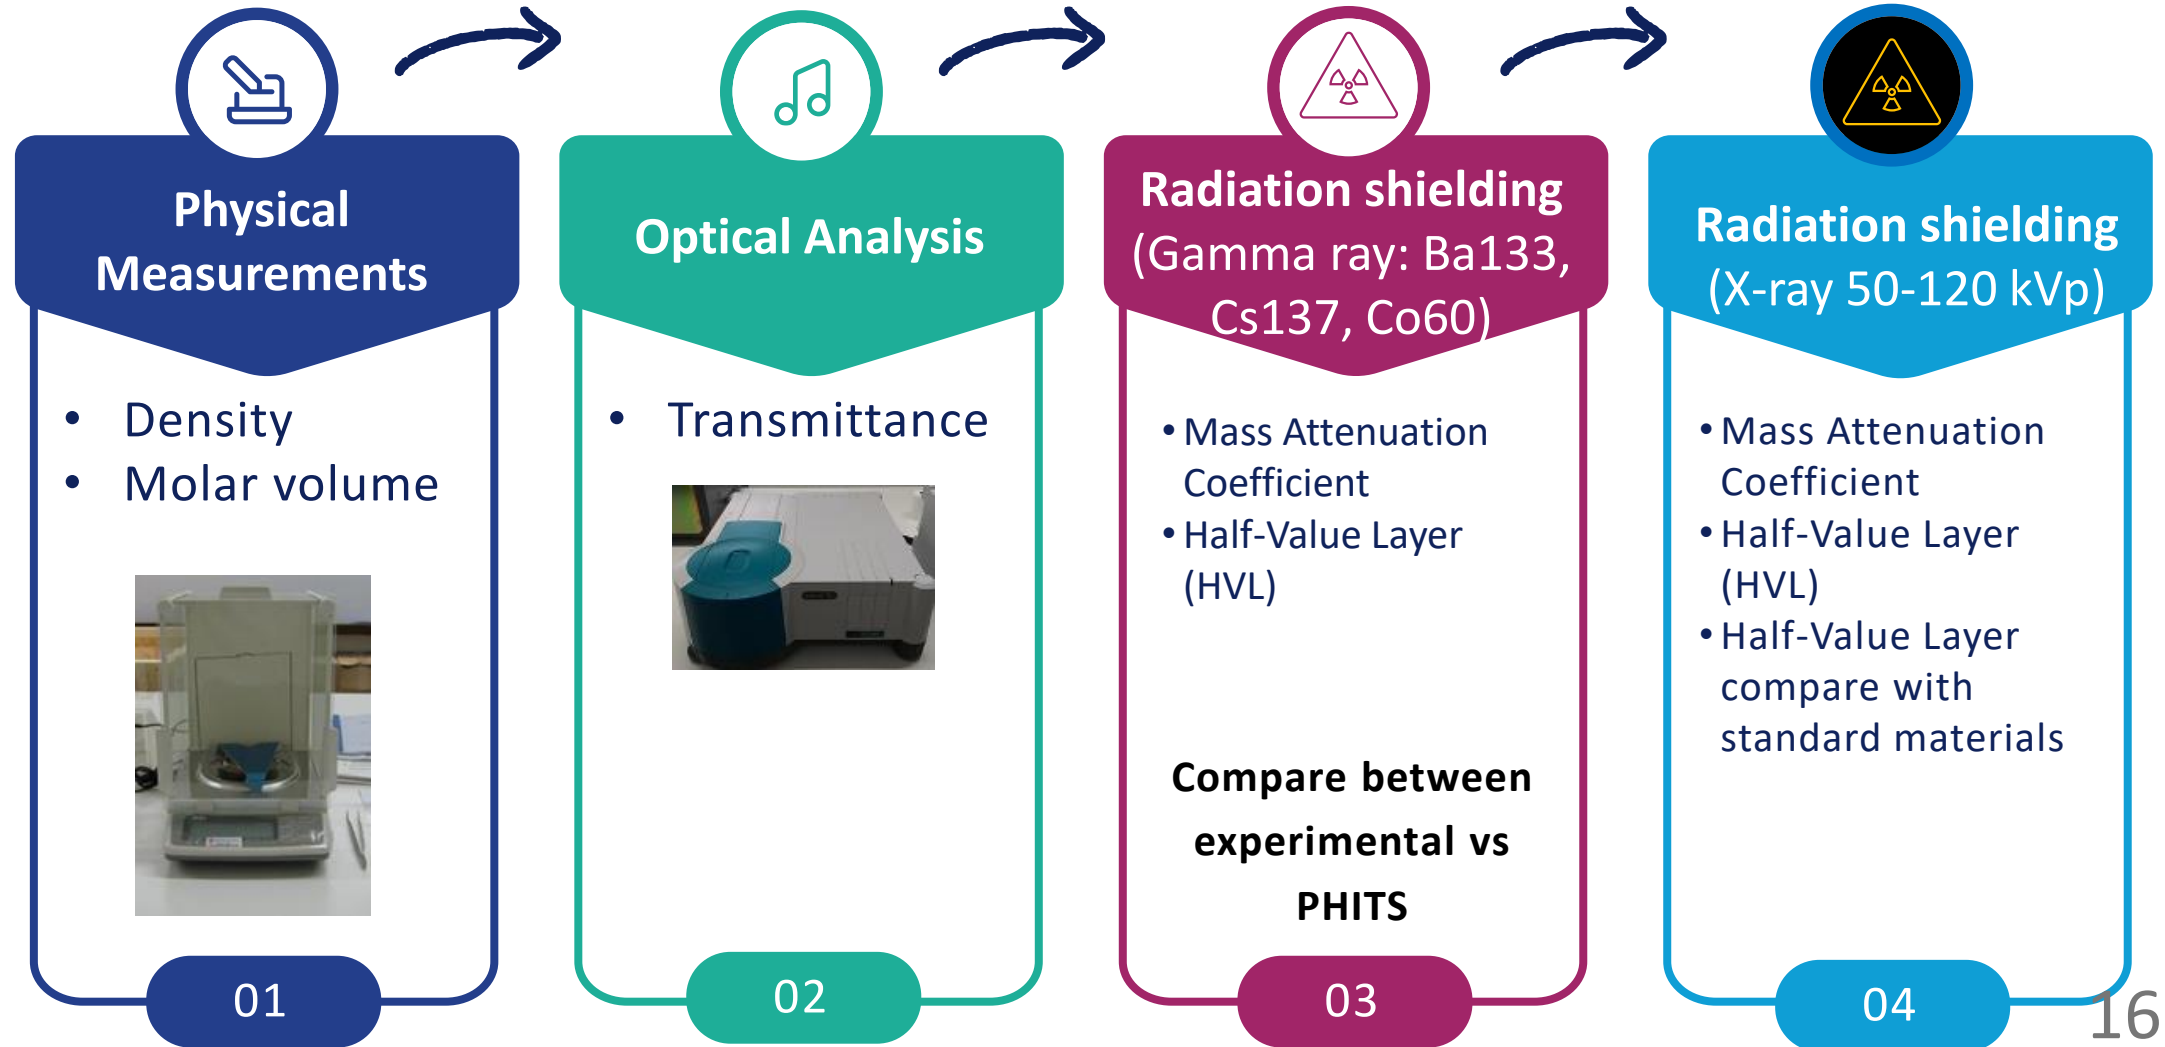 Physical
Measurements
• Density
• Molar volume
01
Optical Analysis
• Transmittance
02
Radiation shielding
(Gamma ray: Ba133,
Cs137, Co60)
• Mass Attenuation
Coefficient
• Half-Value Layer
(HVL)
Compare between
experimental vs
PHITS
03
Radiation shielding
(X-ray 50-120 kVp)
• Mass Attenuation
Coefficient
• Half-Value Layer
(HVL)
• Half-Value Layer
compare with
standard materials
04
16